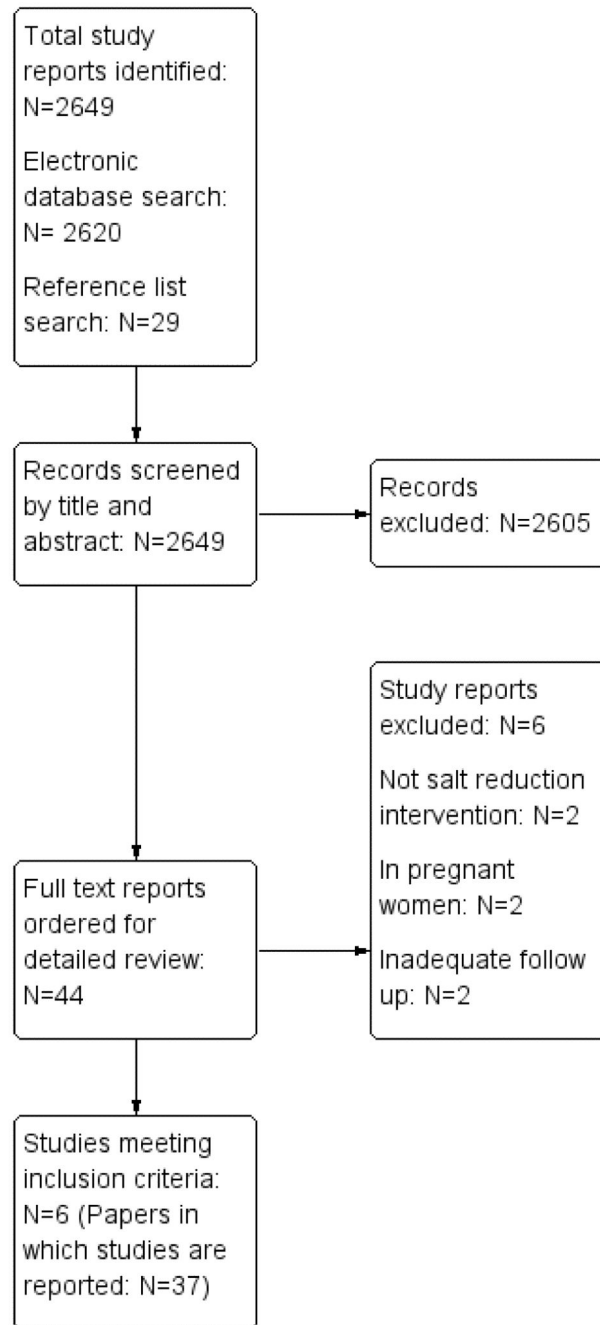 Total study
reports identified:
N=2649
Electronic
database search:
N= 2620
Reference list
search: N=29
Records screened
by title and
abstract: N=2649
Records
excluded: N=2605
Study reports
excluded: N=6
Not salt reduction
intervention: N=2
In pregnant
women: N=2
Inadequate follow
up: N=2
Full text reports
ordered for
detailed review:
N=44
Studies meeting
inclusion criteria:
N=6 (Papers in
which studies are
reported: N=37)